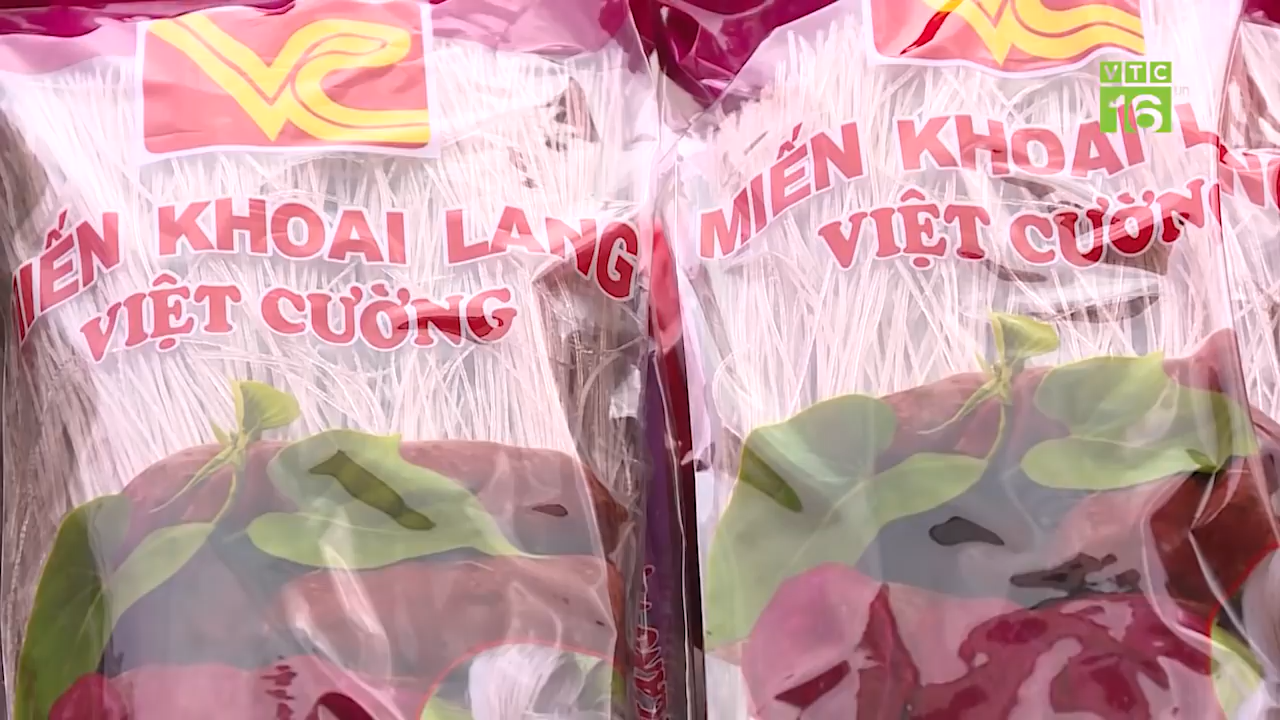 VC
MIẾN KHOAI LANG
VIỆT CƯỜNG
VC
MIẾN KHOAI LANG
VIỆT CƯỜNG
VTC
16